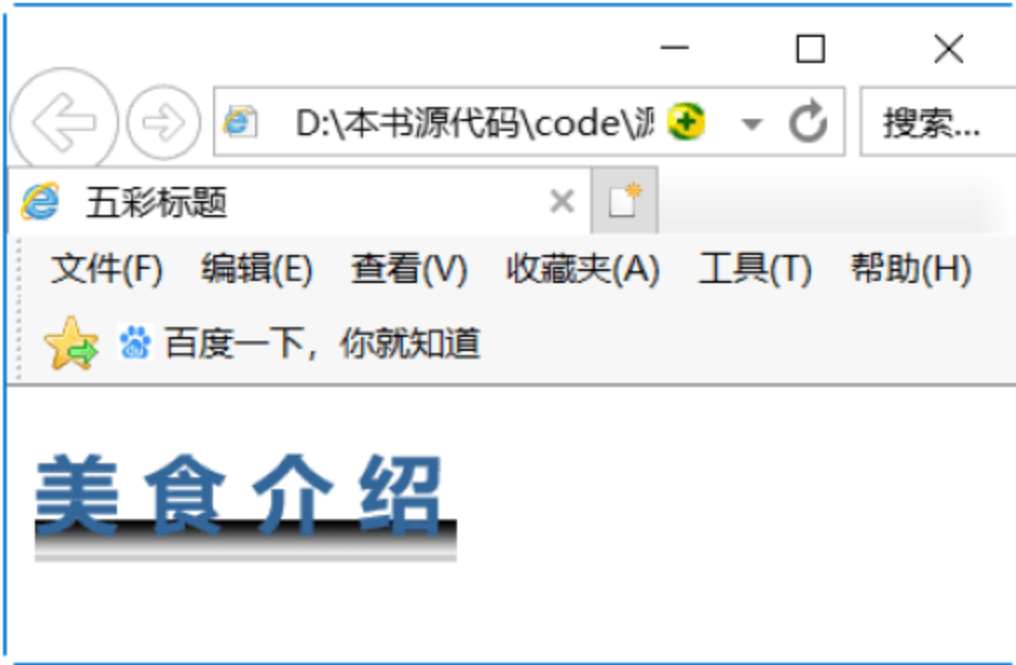 D:\本书源代码\code\
搜索...
五彩标题
文件(F) 编辑(E) 查看(V) 收藏夹(A) 工具(T) 帮助(H)
百度一下，你就知道
美食介绍